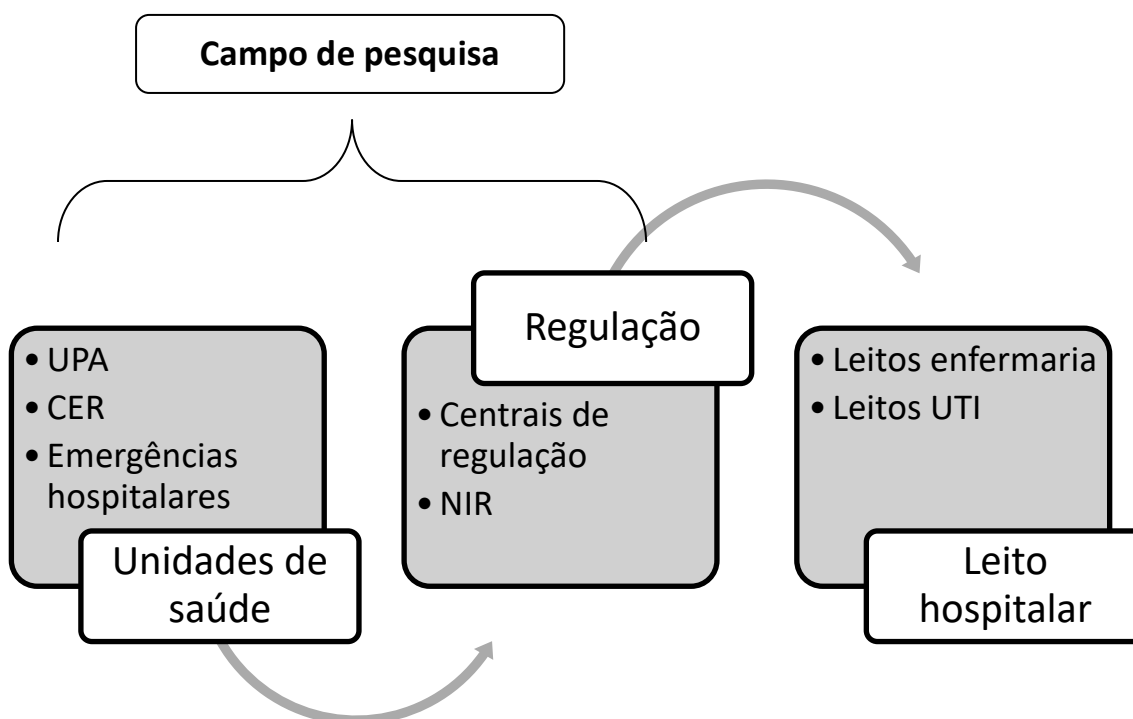 Campo de pesquisa
• UPA
• CER
• Emergências
hospitalares
Unidades de
saúde
Regulação
• Centrais de
regulação
• NIR
• Leitos enfermaria
• Leitos UTI
Leito
hospitalar